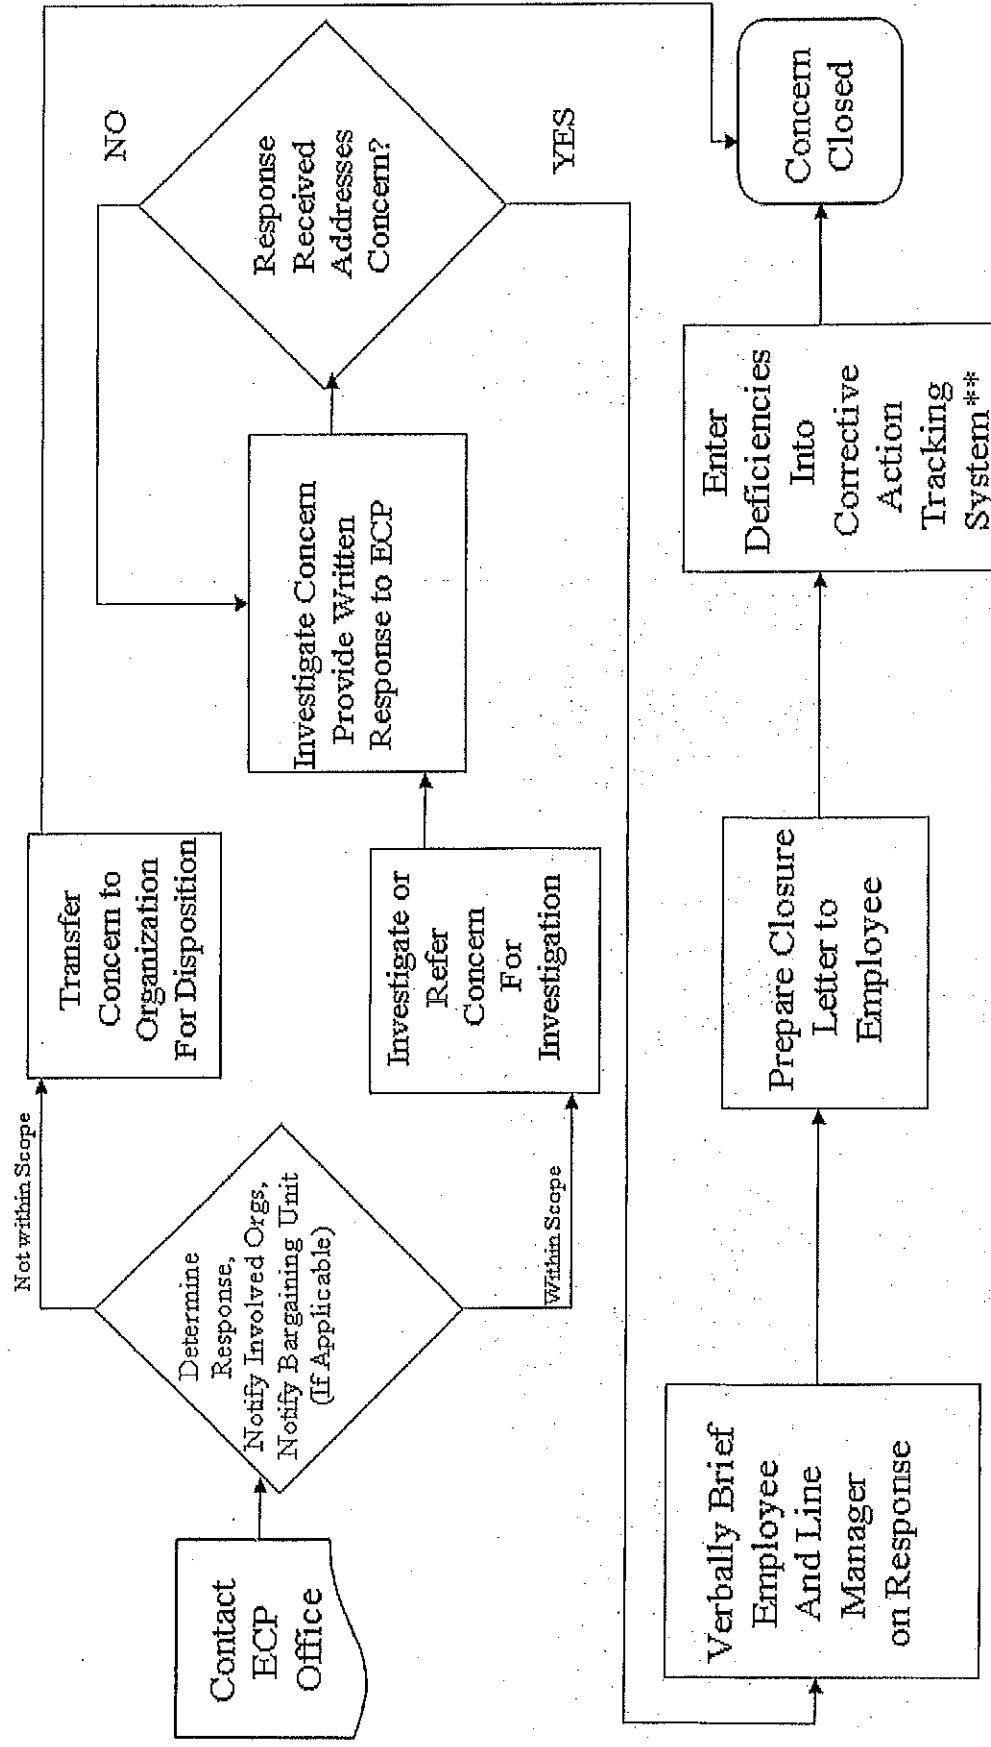 Contact
ECP
Office
Determine
Response,
Notify Involved Orgs,
Notify Bargaining Unit
(If Applicable)
Not within Scope
Within Scope
Transfer
Concern to
Organization
For Disposition
Investigate or
Refer
Concern
For
Investigation
Investigate Concern
Provide Written
Response to ECP
Response
Received
Addresses
Concern?
NO
YES
Verbally Brief
Employee
And Line
Manager
on Response
Prepare Closure
Letter to
Employee
Enter
Deficiencies
Into
Corrective
Action
Tracking
System**
Concern
Closed